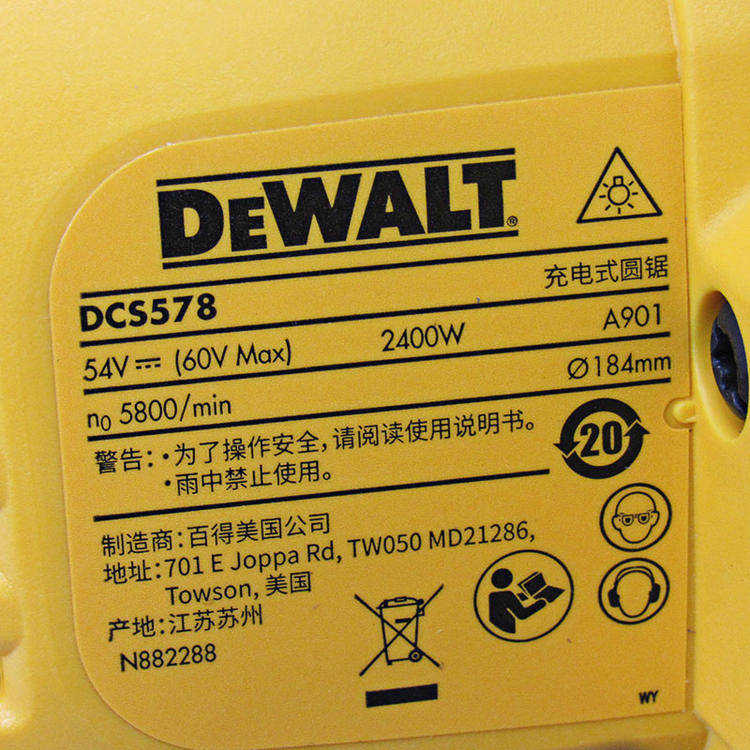 DEWALT®
充电式圆锯
DCS578
54V⎓ (60V Max) 2400W A901
n₀ 5800/min Ø184mm
警告：·为了操作安全，请阅读使用说明书。
·雨中禁止使用。
20
制造商：百得美国公司
地址：701 E Joppa Rd, TW050 MD21286,
Towson, 美国
产地：江苏苏州
N882288
WY